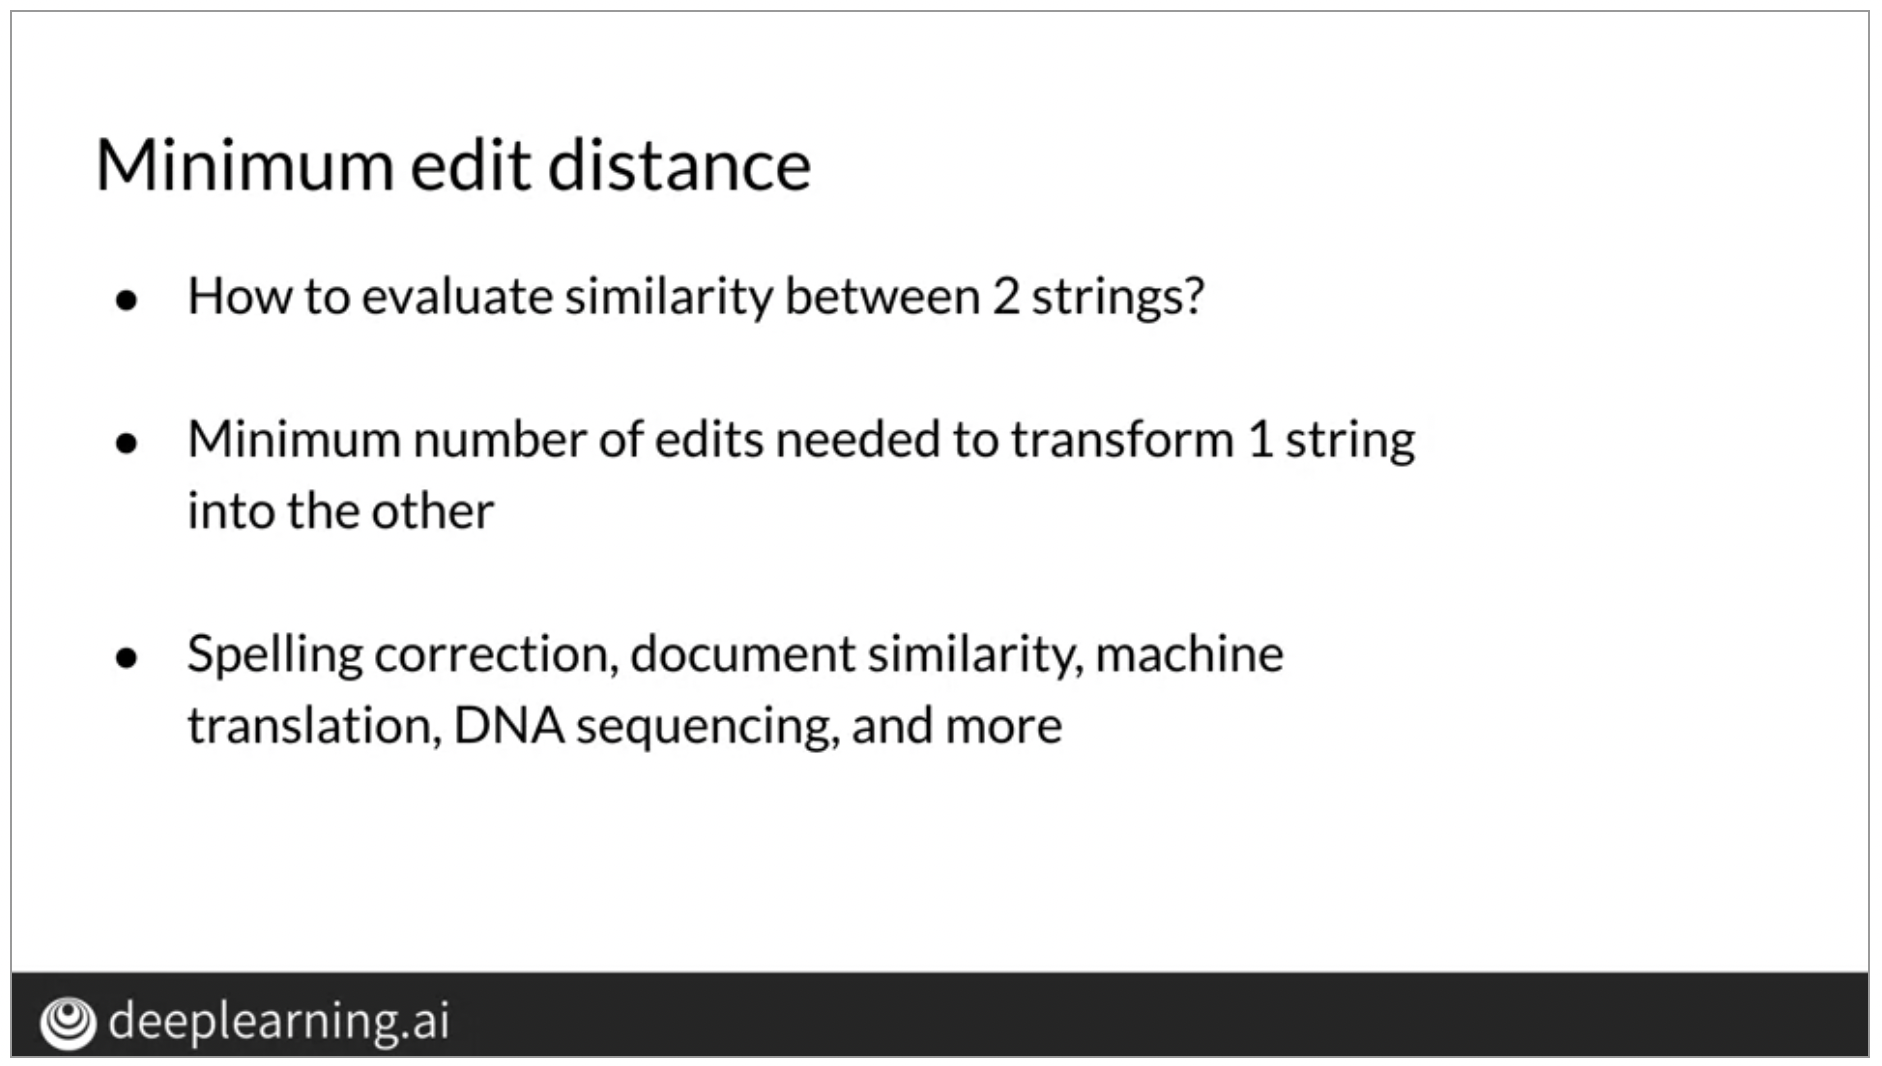 Minimum edit distance
● How to evaluate similarity between 2 strings?
● Minimum number of edits needed to transform 1 string
into the other
● Spelling correction, document similarity, machine
translation, DNA sequencing, and more
deeplearning.ai